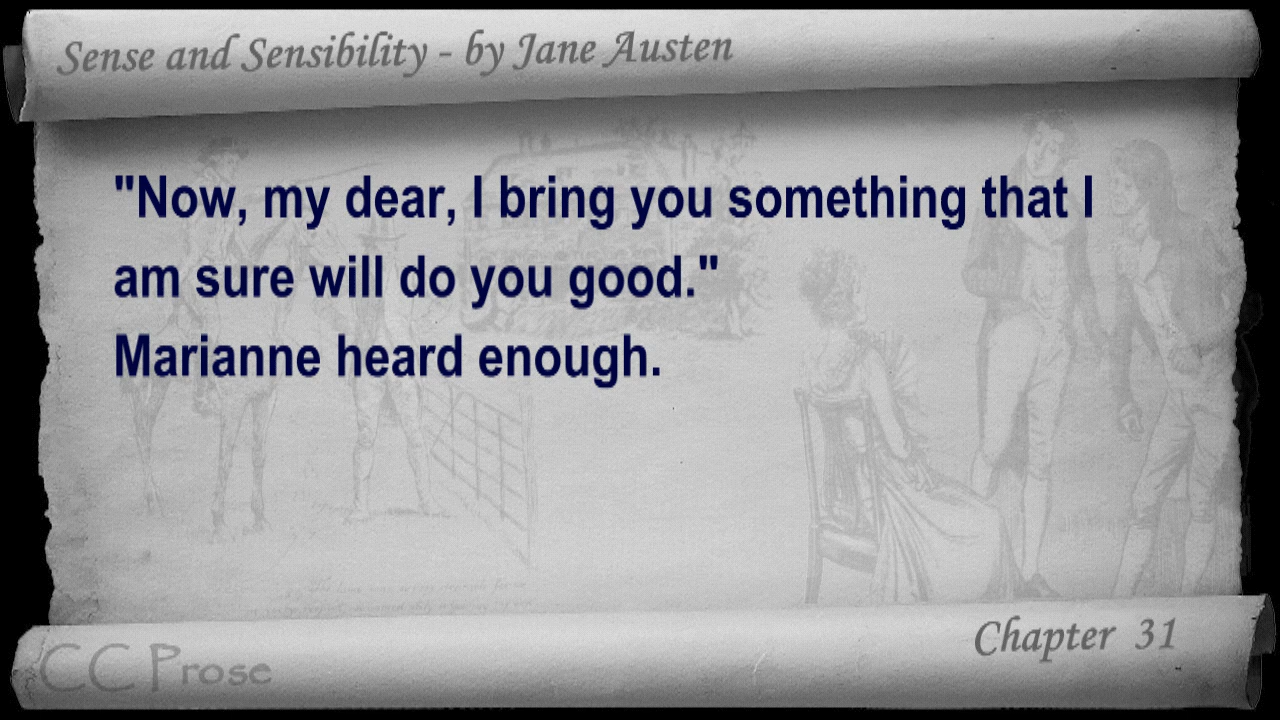 Sense and Sensibility - by Jane Austen
"Now, my dear, I bring you something that I
am sure will do you good."
Marianne heard enough.
Chapter 31
CC Prose